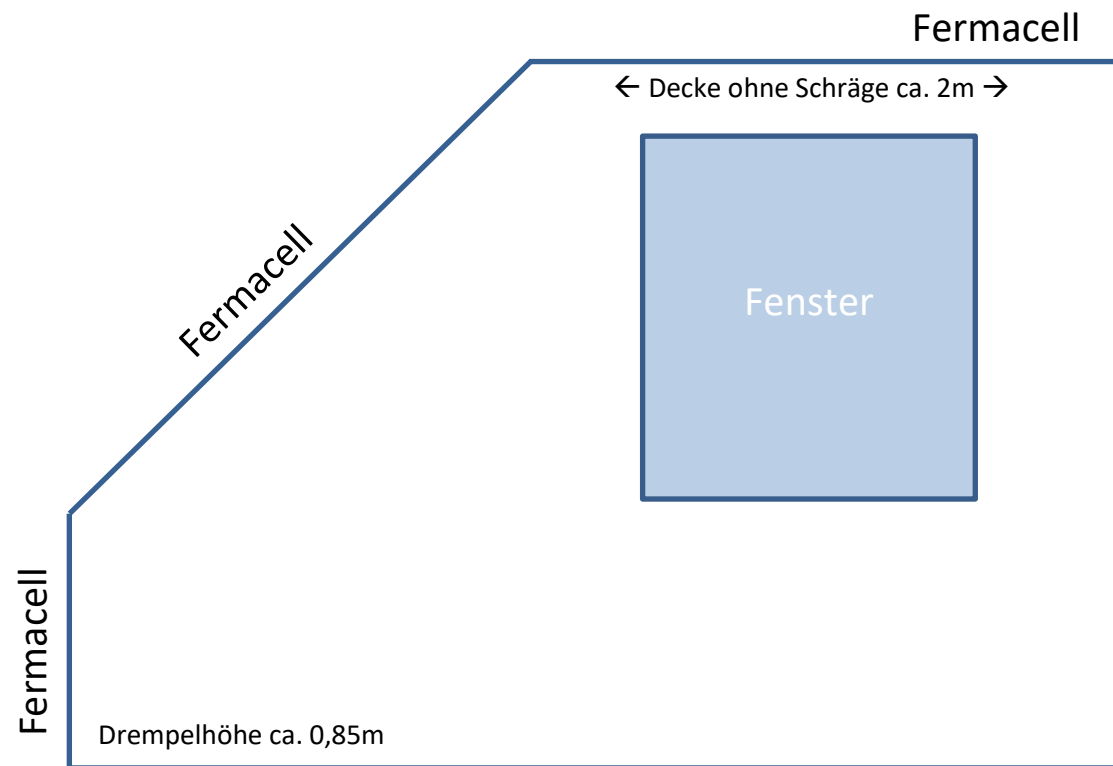 Fermacell
← Decke ohne Schräge ca. 2m →
Fermacell
Fenster
Fermacell
Drempelhöhe ca. 0,85m